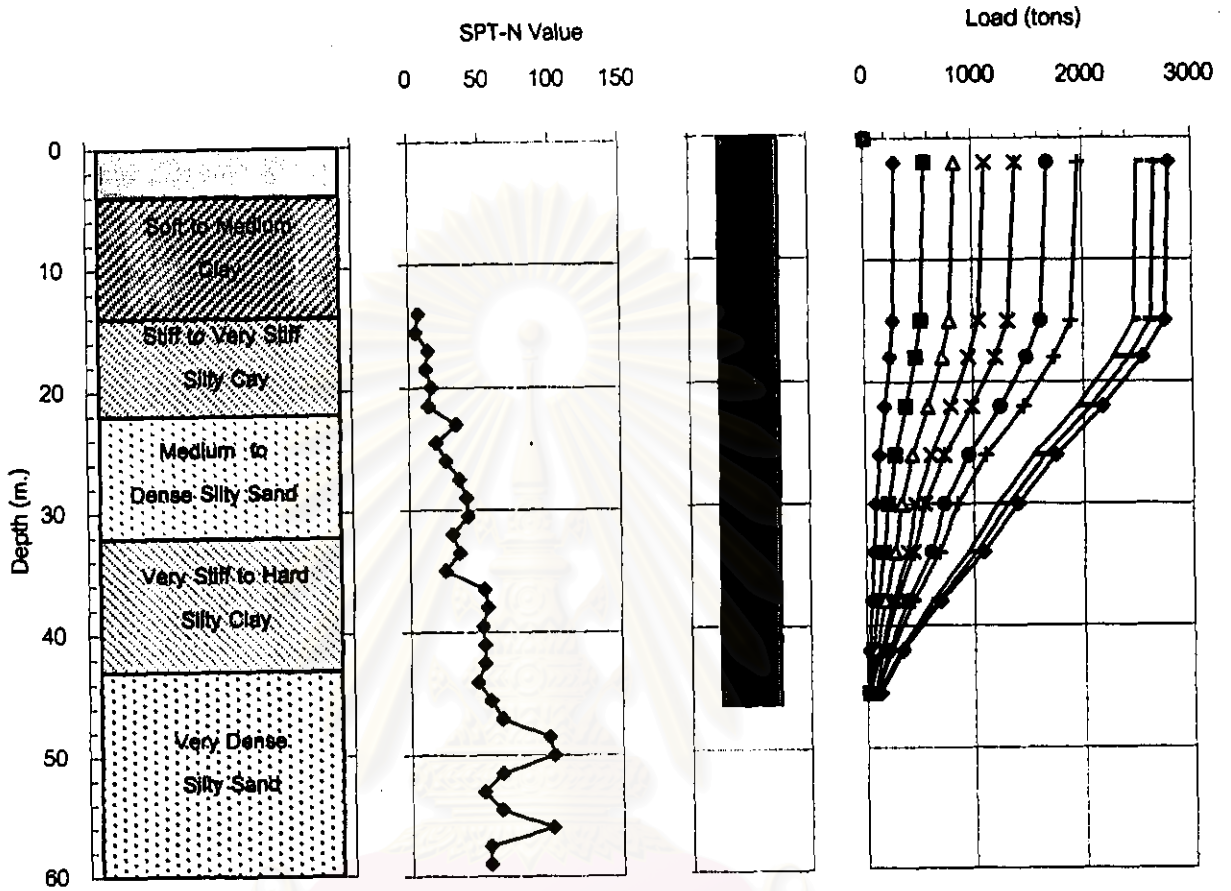 SPT-N Value
Load (tons)
0 50 100 150
0 1000 2000 3000
0
10
20
30
40
50
60
Depth (m.)
Soft to Medium
Clay
Stiff to Very Stiff
Silty Cay
Medium to
Dense Silty Sand
Very Stiff to Hard
Silty Clay
Very Dense
Silty Sand